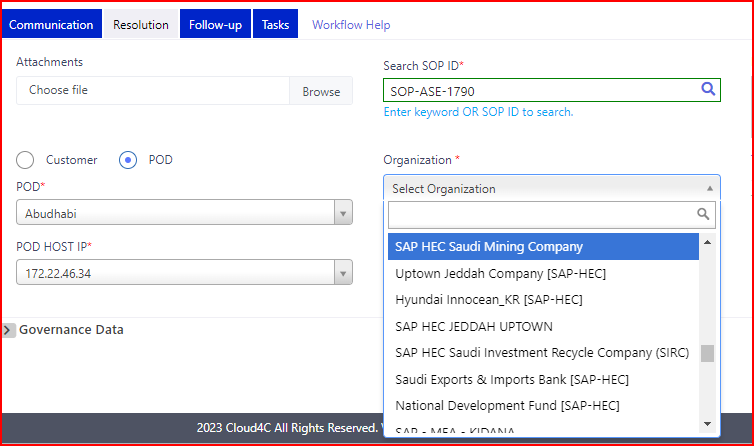 Communication
Resolution
Follow-up
Tasks
Workflow Help
Attachments
Choose file
Browse
Search SOP ID*
SOP-ASE-1790
Enter keyword OR SOP ID to search.
Customer
POD
POD*
Abudhabi
POD HOST IP*
172.22.46.34
Organization *
Select Organization
SAP HEC Saudi Mining Company
Uptown Jeddah Company [SAP-HEC]
Hyundai Innocean_KR [SAP-HEC]
SAP HEC JEDDAH UPTOWN
SAP HEC Saudi Investment Recycle Company (SIRC)
Saudi Exports & Imports Bank [SAP-HEC]
National Development Fund [SAP-HEC]
SAP - MEA - KIDANA
Governance Data
2023 Cloud4C All Rights Reserved.